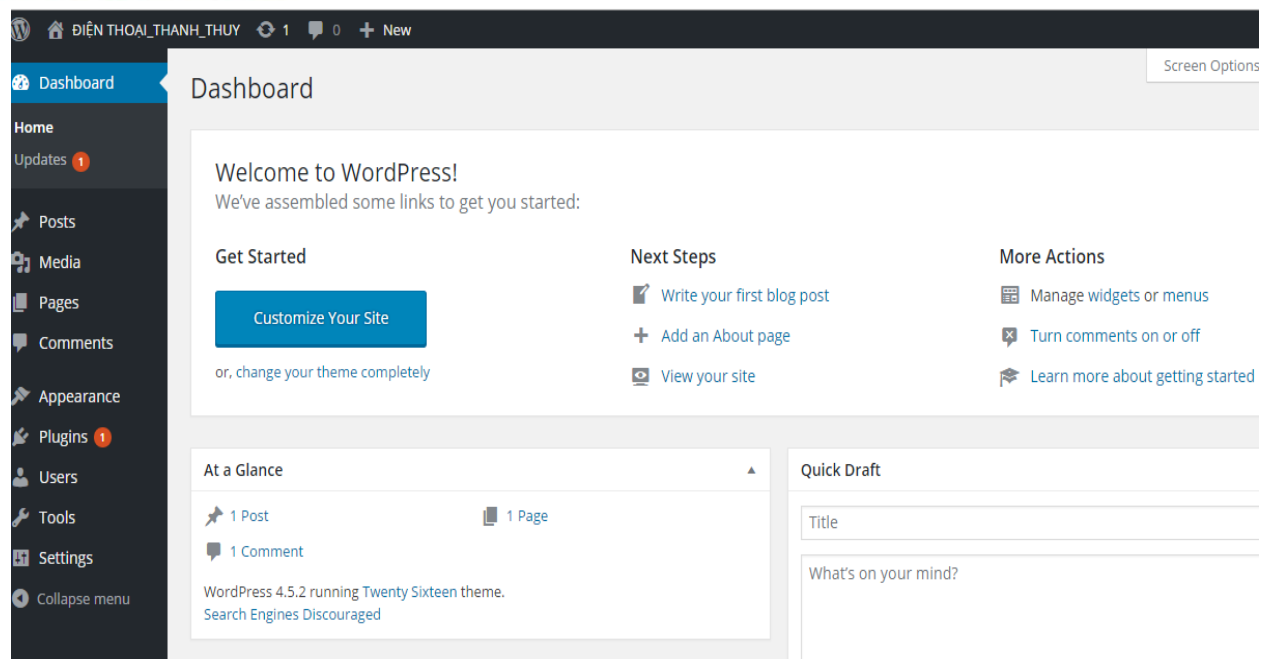 ĐIỆN THOẠI_THANH_THUY 1 0 New
Screen Options
Dashboard
Home
Updates 1
Posts
Media
Pages
Comments
Appearance
Plugins 1
Users
Tools
Settings
Collapse menu
Dashboard
Welcome to WordPress!
We've assembled some links to get you started:
Get Started
Customize Your Site
or, change your theme completely
Next Steps
Write your first blog post
Add an About page
View your site
More Actions
Manage widgets or menus
Turn comments on or off
Learn more about getting started
At a Glance
1 Post
1 Page
1 Comment
WordPress 4.5.2 running Twenty Sixteen theme.
Search Engines Discouraged
Quick Draft
Title
What's on your mind?